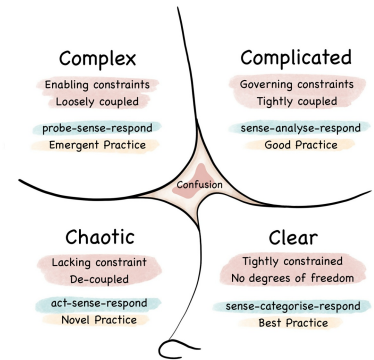 Complex
Enabling constraints
Loosely coupled
probe-sense-respond
Emergent Practice
Complicated
Governing constraints
Tightly coupled
sense-analyse-respond
Good Practice
Confusion
Chaotic
Lacking constraint
De-coupled
act-sense-respond
Novel Practice
Clear
Tightly constrained
No degrees of freedom
sense-categorise-respond
Best Practice